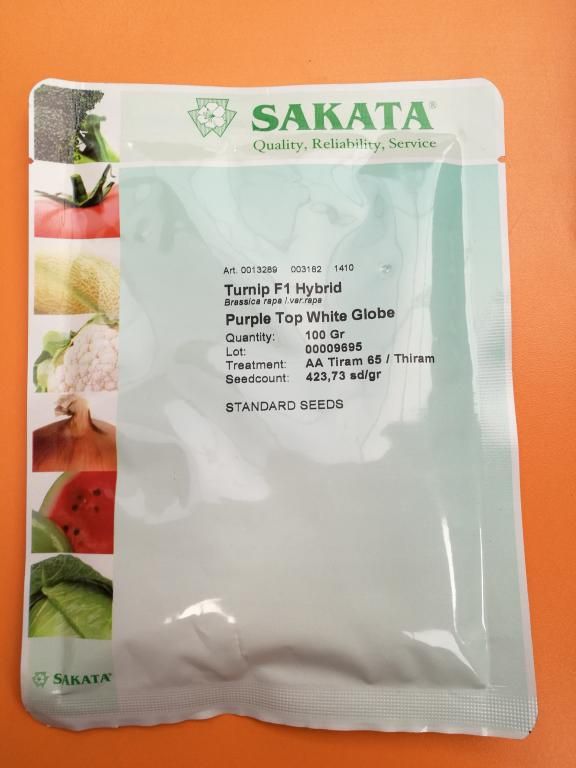 SAKATA®
Quality, Reliability, Service
Art. 0013289 003182 1410
Turnip F1 Hybrid
Brassica rapa l.var.rapa
Purple Top White Globe
Quantity: 100 Gr
Lot: 00009695
Treatment: AA Tiram 65 / Thiram
Seedcount: 423,73 sd/gr
STANDARD SEEDS
SAKATA®